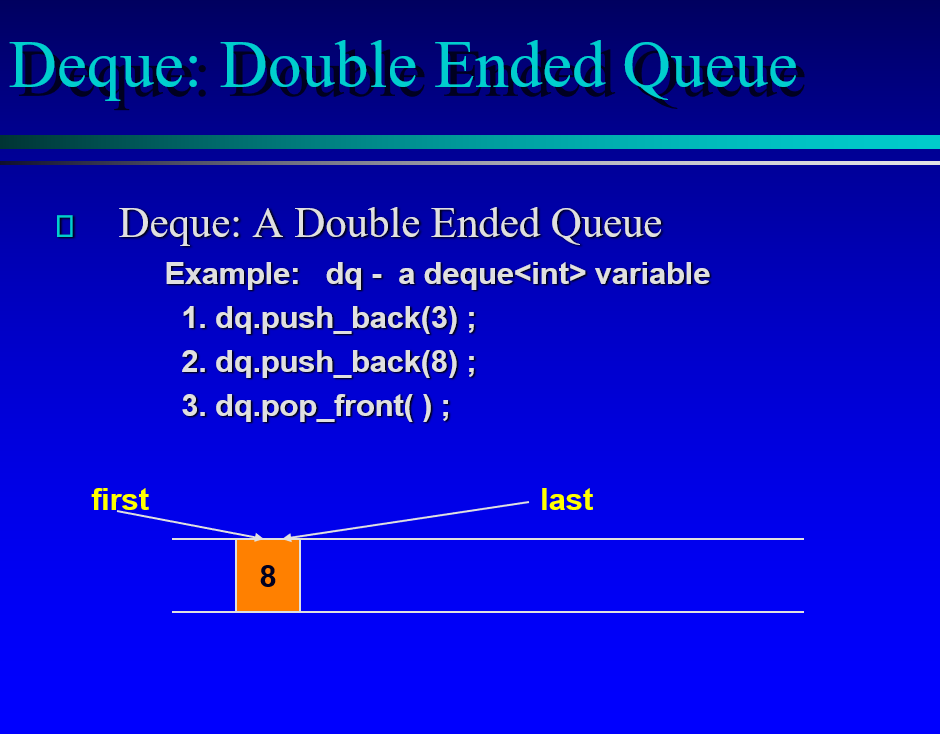 Deque: Double Ended Queue
Deque: A Double Ended Queue
Example: dq - a deque<int> variable
1. dq.push_back(3) ;
2. dq.push_back(8) ;
3. dq.pop_front( ) ;
first
last
8